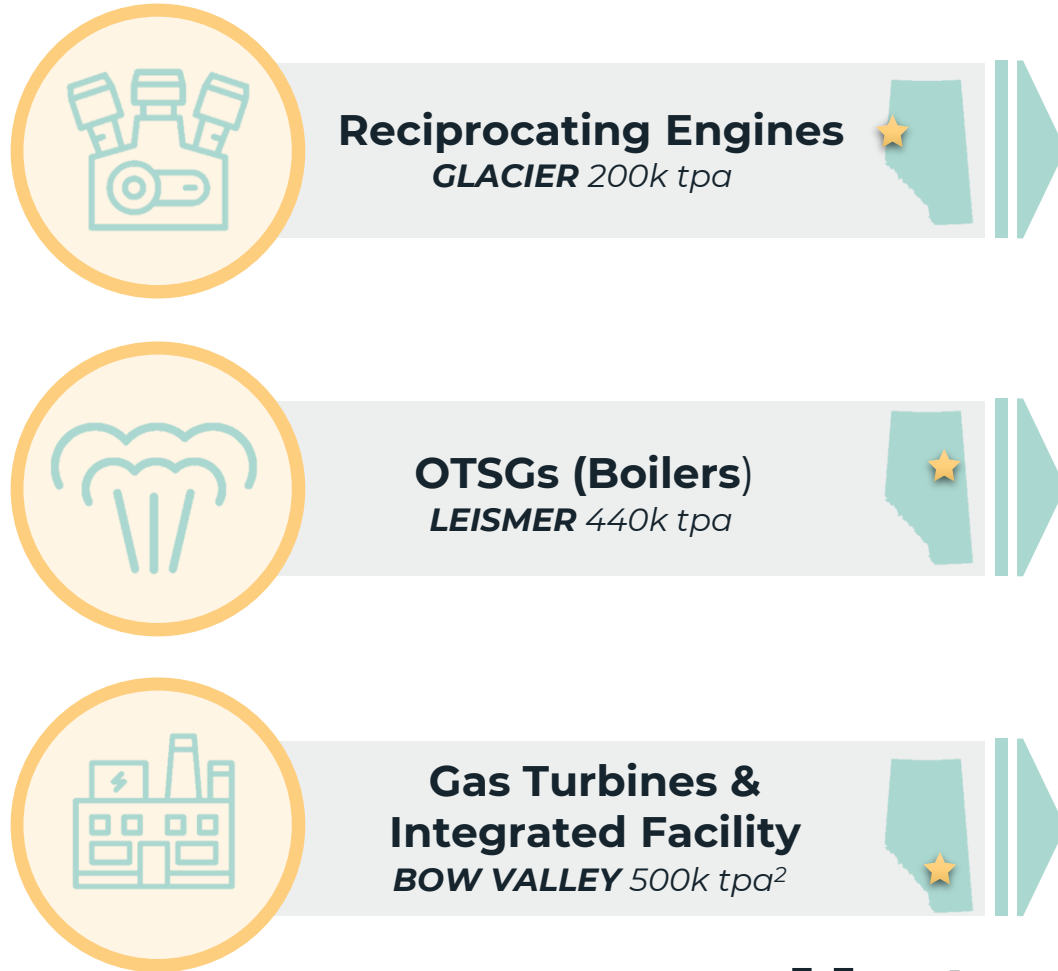 Reciprocating Engines
GLACIER 200k tpa
OTSGs (Boilers)
LEISMER 440k tpa
Gas Turbines &
Integrated Facility
BOW VALLEY 500k tpa²